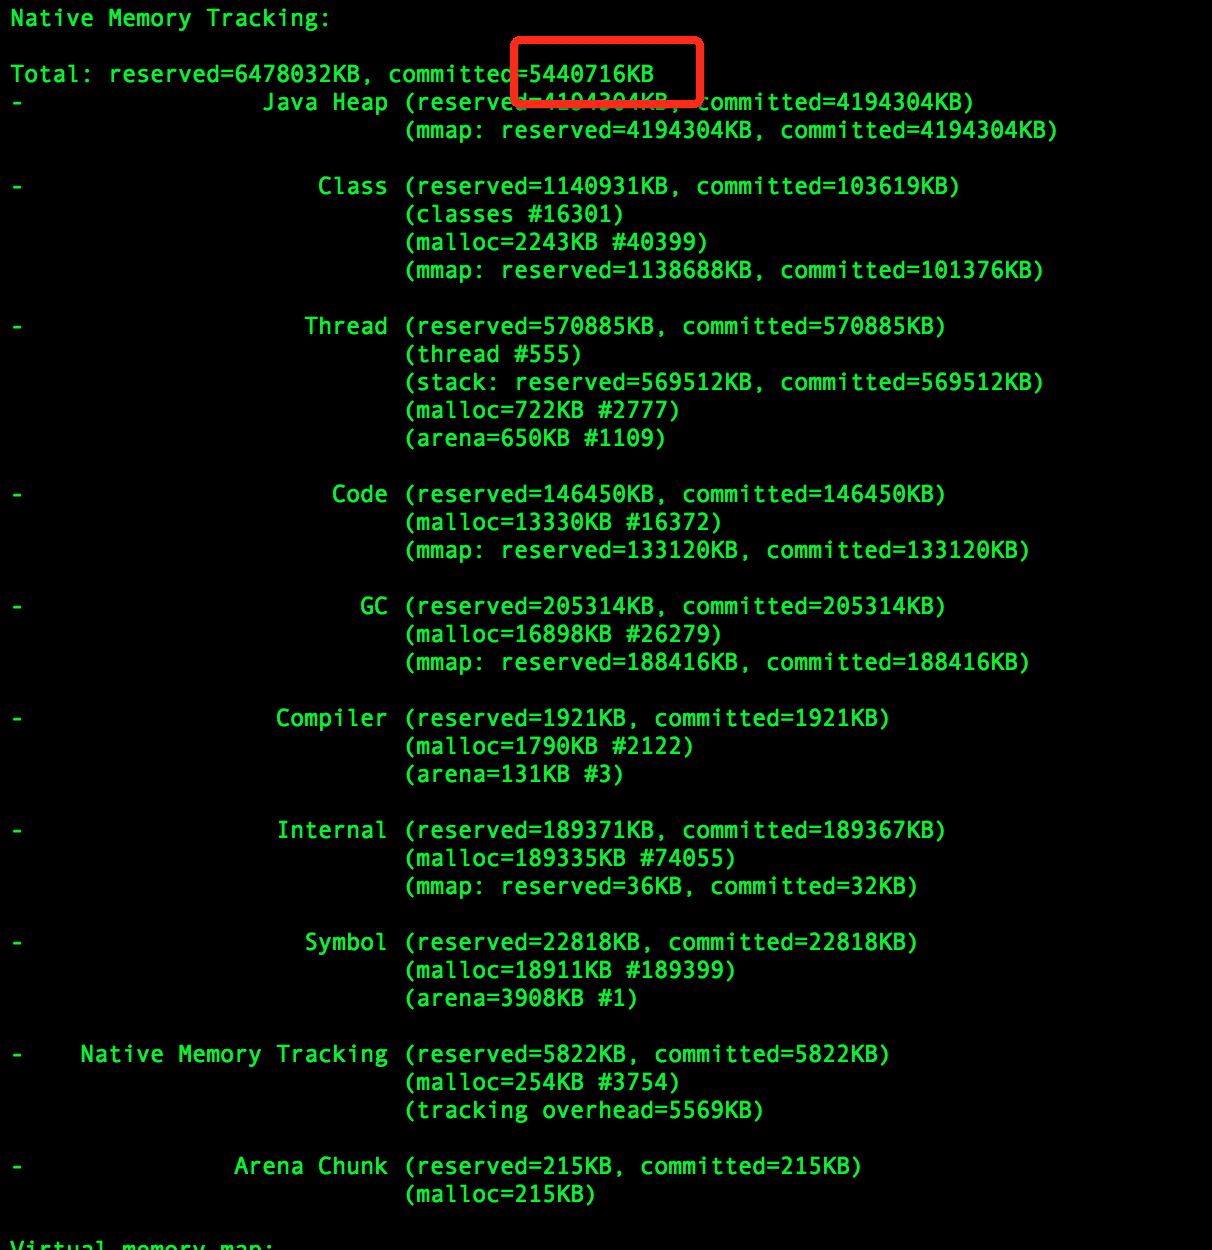 Native Memory Tracking:
Total: reserved=6478032KB, committed=5440716KB
- Java Heap (reserved=4194304KB, committed=4194304KB)
(mmap: reserved=4194304KB, committed=4194304KB)
- Class (reserved=1140931KB, committed=103619KB)
(classes #16301)
(malloc=2243KB #40399)
(mmap: reserved=1138688KB, committed=101376KB)
- Thread (reserved=570885KB, committed=570885KB)
(thread #555)
(stack: reserved=569512KB, committed=569512KB)
(malloc=722KB #2777)
(arena=650KB #1109)
- Code (reserved=146450KB, committed=146450KB)
(malloc=13330KB #16372)
(mmap: reserved=133120KB, committed=133120KB)
- GC (reserved=205314KB, committed=205314KB)
(malloc=16898KB #26279)
(mmap: reserved=188416KB, committed=188416KB)
- Compiler (reserved=1921KB, committed=1921KB)
(malloc=1790KB #2122)
(arena=131KB #3)
- Internal (reserved=189371KB, committed=189367KB)
(malloc=189335KB #74055)
(mmap: reserved=36KB, committed=32KB)
- Symbol (reserved=22818KB, committed=22818KB)
(malloc=18911KB #189399)
(arena=3908KB #1)
- Native Memory Tracking (reserved=5822KB, committed=5822KB)
(malloc=254KB #3754)
(tracking overhead=5569KB)
- Arena Chunk (reserved=215KB, committed=215KB)
(malloc=215KB)
Virtual memory map: